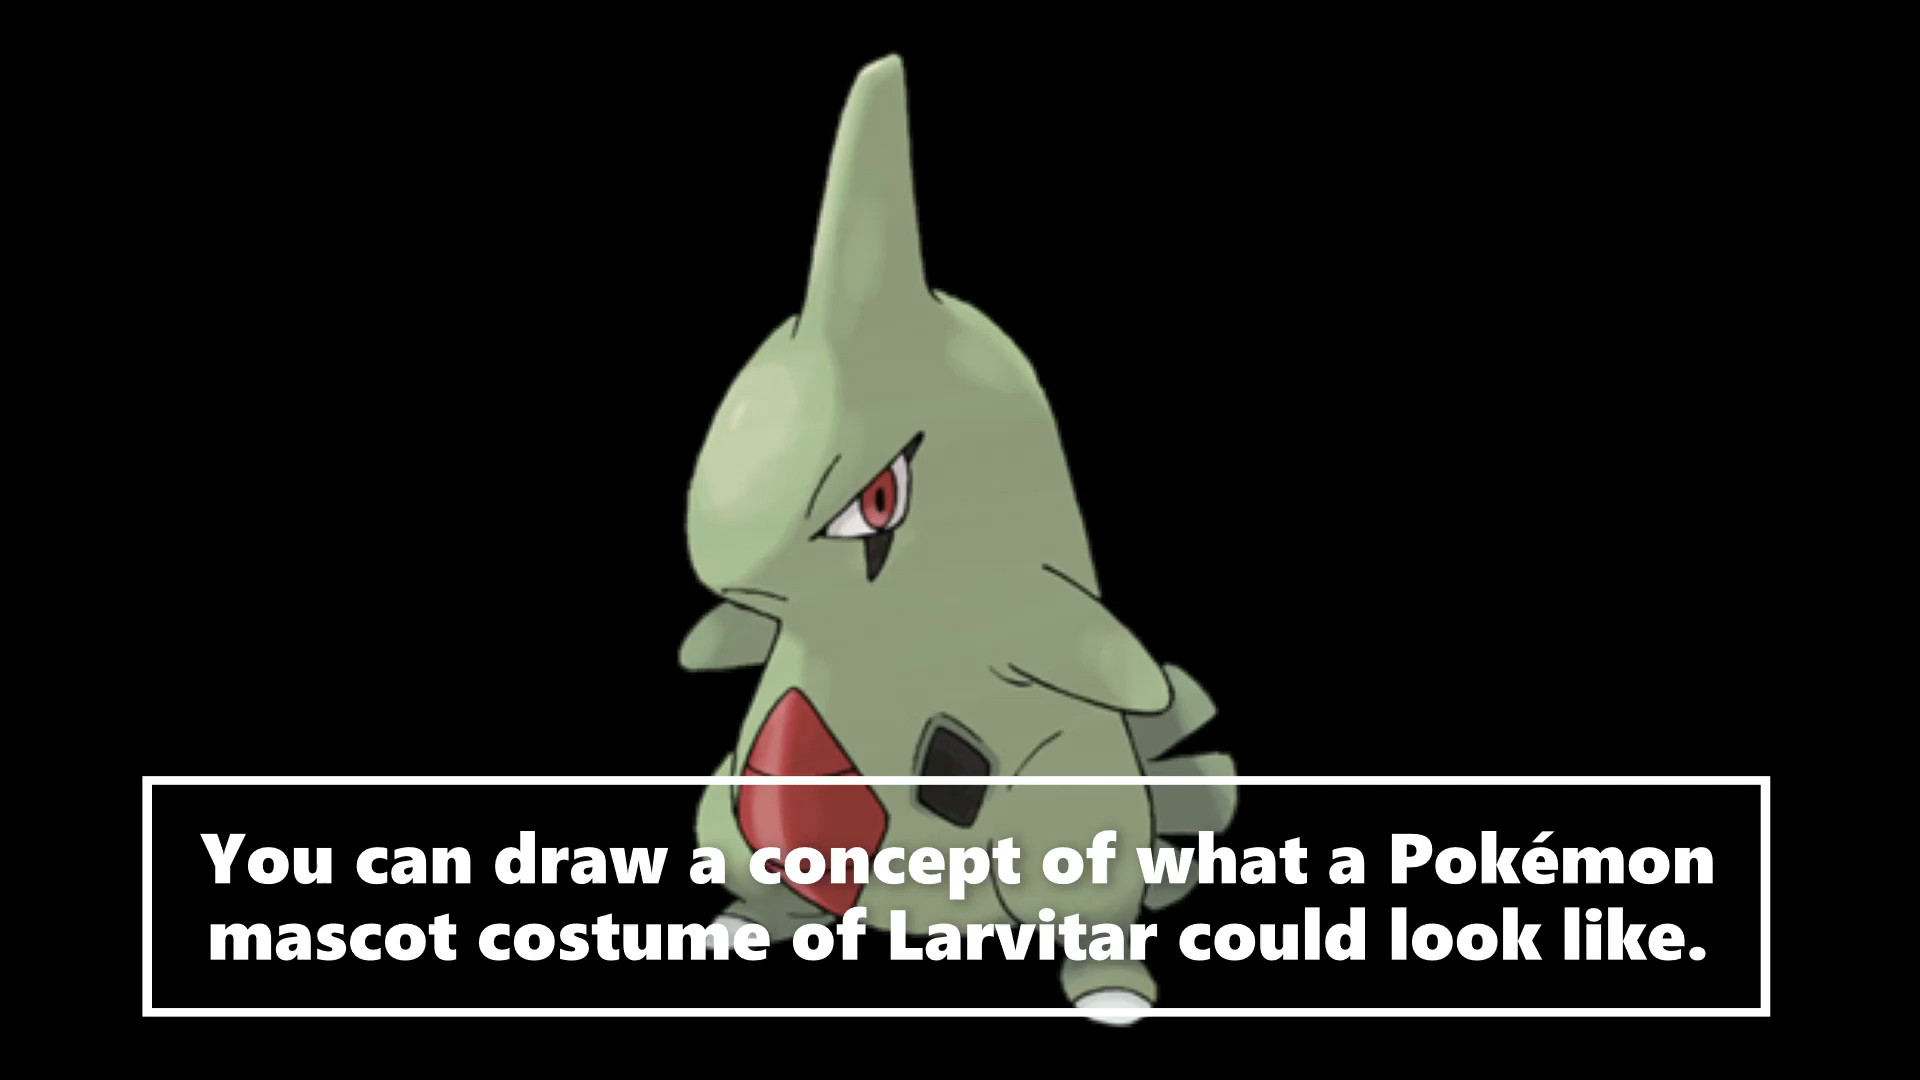 You can draw a concept of what a Pokémon
mascot costume of Larvitar could look like.